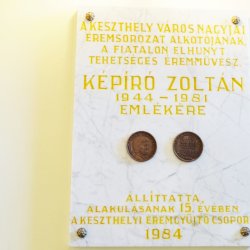 A KESZTHELY VÁROS NAGYJAI
ÉREMSOROZAT ALKOTÓJÁNAK,
A FIATALON ELHUNYT
TEHETSÉGES ÉREMMŰVÉSZ,
KÉPÍRÓ ZOLTÁN
1944-1981
EMLÉKÉRE
ÁLLÍTTATTA,
ALAKULÁSÁNAK 15. ÉVÉBEN
A KESZTHELYI ÉREMGYŰJTŐ CSOPORT
1984